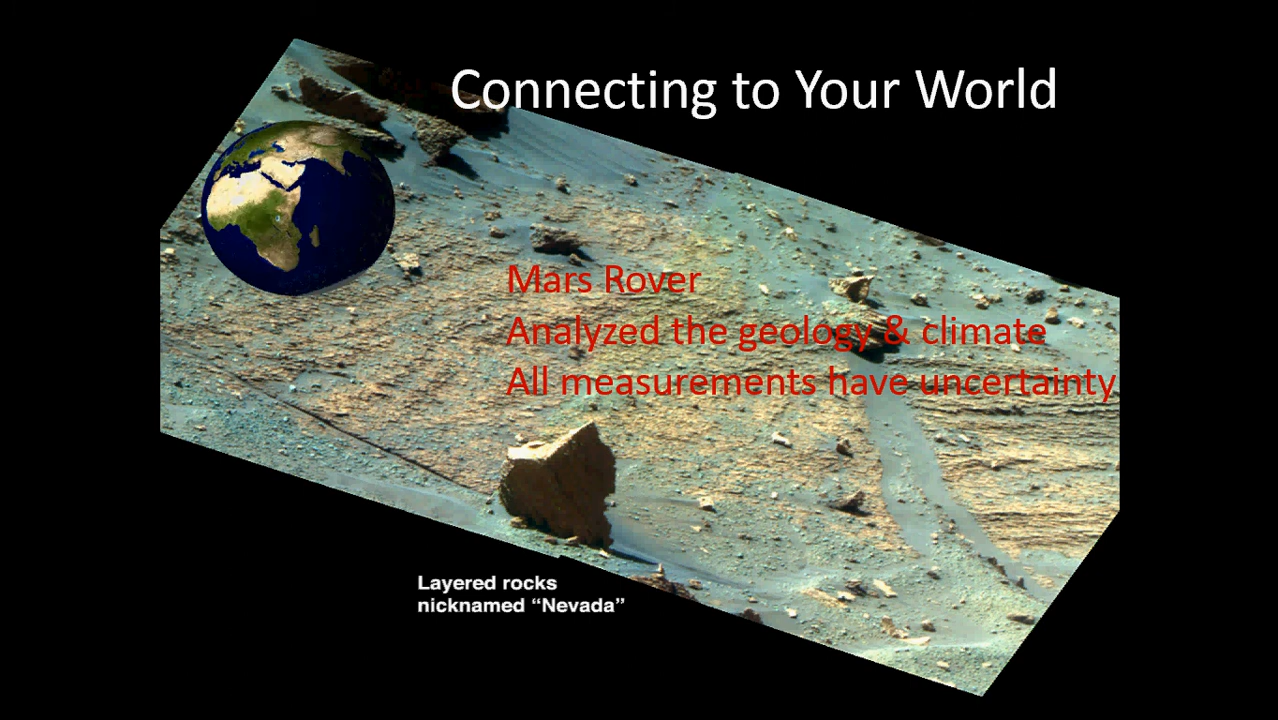 Connecting to Your World
Mars Rover
Analyzed the geology & climate
All measurements have uncertainty
Layered rocks
nicknamed “Nevada”